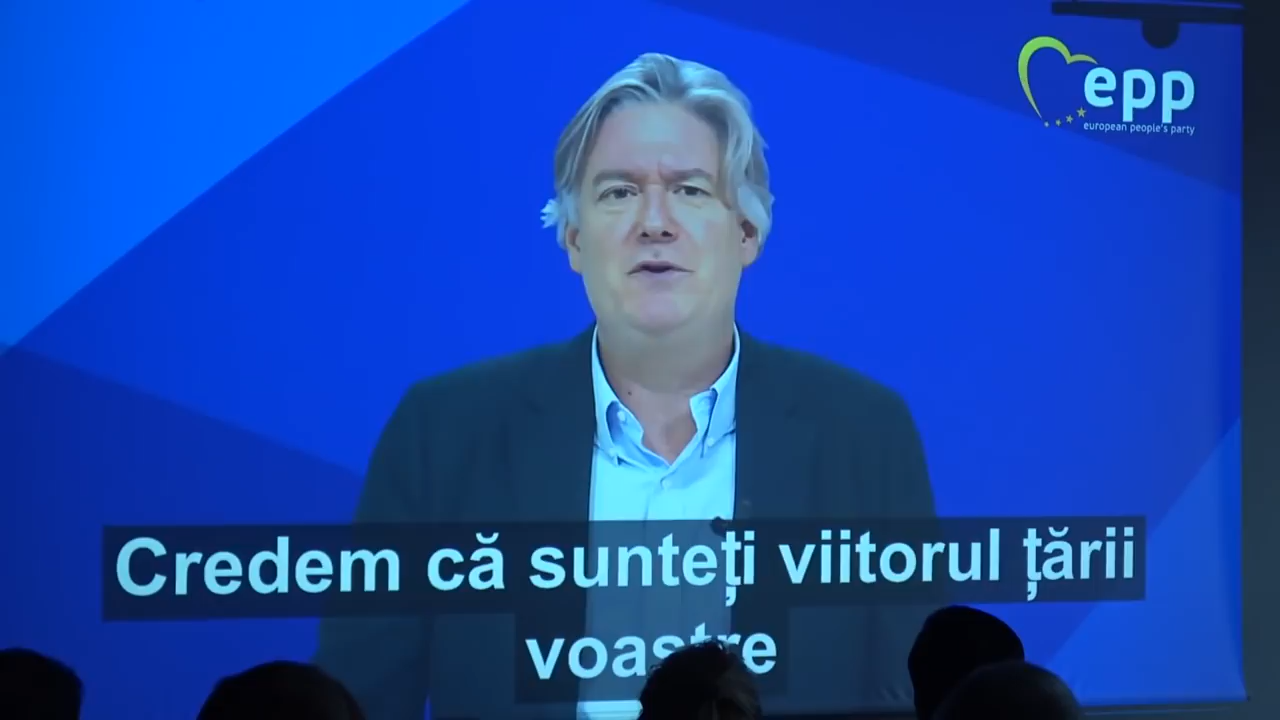 epp
european people's party
Credem că sunteți viitorul țării
voastre